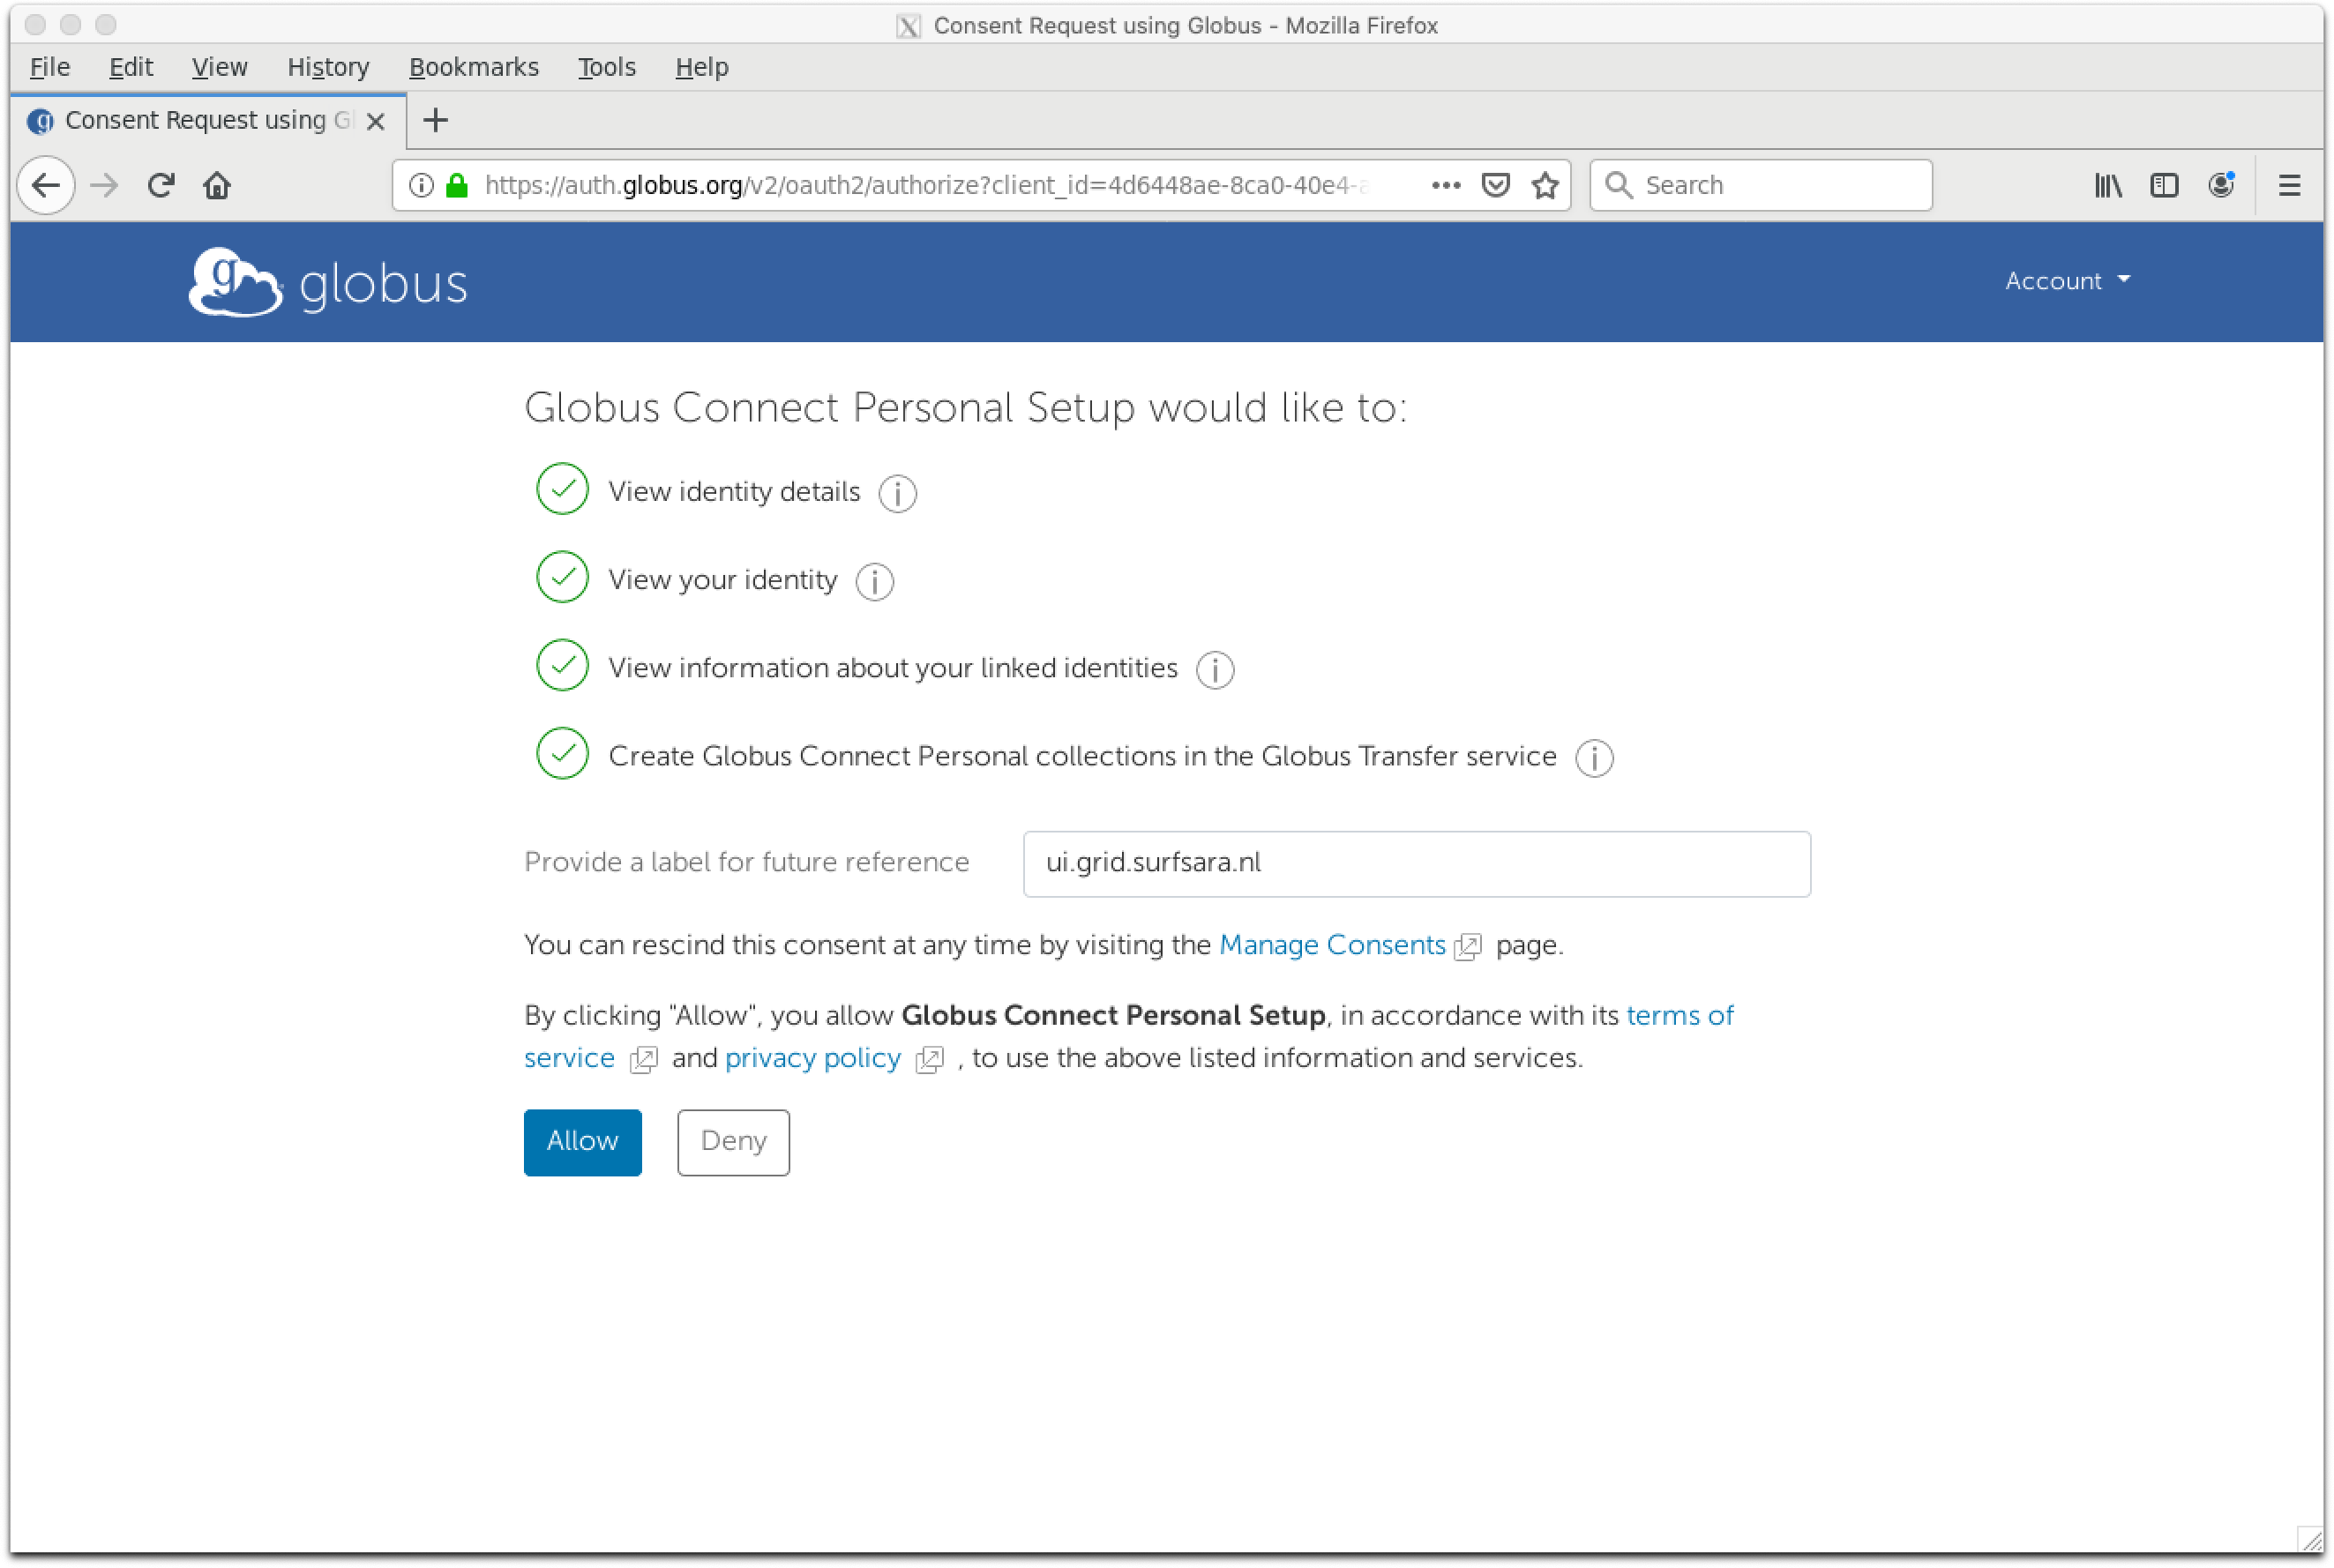 Consent Request using Globus - Mozilla Firefox
File Edit View History Bookmarks Tools Help
Consent Request using Gl
https://auth.globus.org/v2/oauth2/authorize?client_id=4d6448ae-8ca0-40e4-a Search
globus Account
Globus Connect Personal Setup would like to:
View identity details
View your identity
View information about your linked identities
Create Globus Connect Personal collections in the Globus Transfer service
Provide a label for future reference ui.grid.surfsara.nl
You can rescind this consent at any time by visiting the Manage Consents page.
By clicking "Allow", you allow Globus Connect Personal Setup, in accordance with its terms of
service and privacy policy , to use the above listed information and services.
Allow Deny